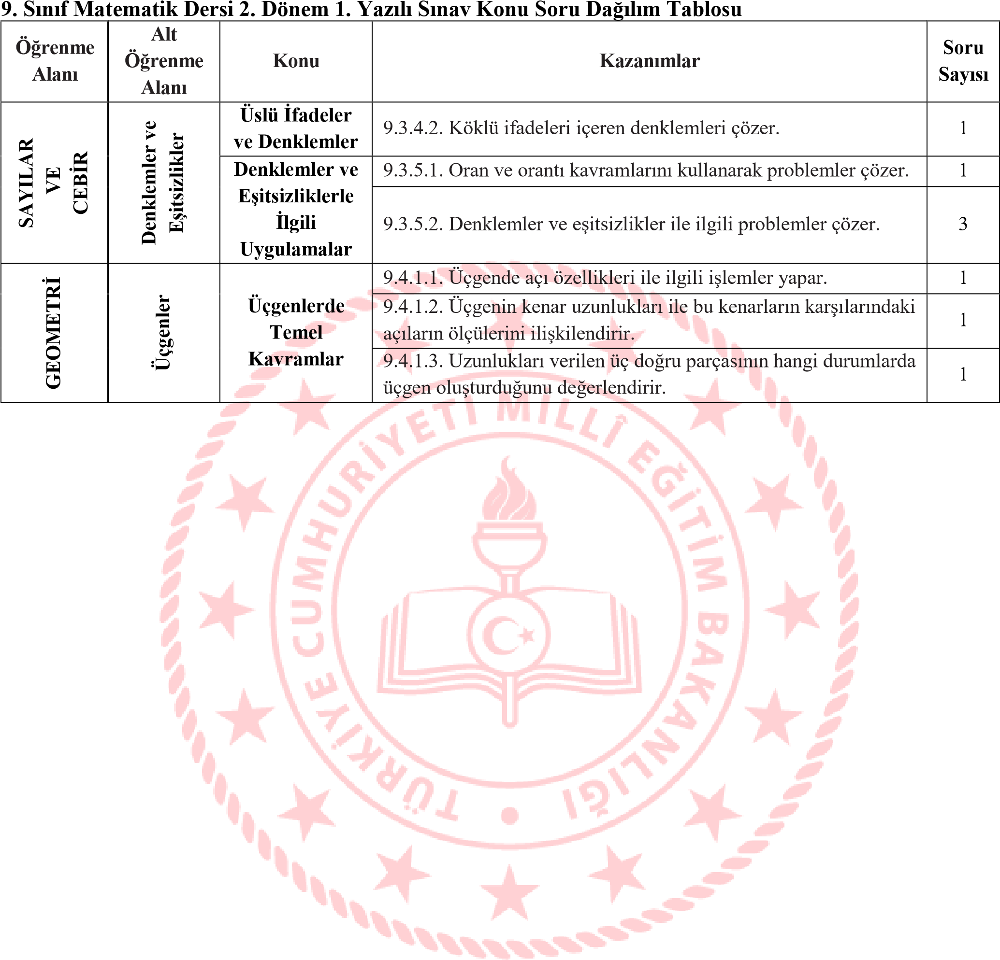 9. Sınıf Matematik Dersi 2. Dönem 1. Yazılı Sınav Konu Soru Dağılım Tablosu
Öğrenme
Alanı
Alt
Öğrenme
Alanı
Konu
Kazanımlar
Soru
Sayısı
SAYILAR
VE
CEBİR
Denklemler ve
Eşitsizlikler
Üslü İfadeler
ve Denklemler
9.3.4.2. Köklü ifadeleri içeren denklemleri çözer.
1
Denklemler ve
Eşitsizliklerle
İlgili
Uygulamalar
9.3.5.1. Oran ve orantı kavramlarını kullanarak problemler çözer.
1
9.3.5.2. Denklemler ve eşitsizlikler ile ilgili problemler çözer.
3
GEOMETRİ
Üçgenler
Üçgenlerde
Temel
Kavramlar
9.4.1.1. Üçgende açı özellikleri ile ilgili işlemler yapar.
1
9.4.1.2. Üçgenin kenar uzunlukları ile bu kenarların karşılarındaki
açıların ölçülerini ilişkilendirir.
1
9.4.1.3. Uzunlukları verilen üç doğru parçasının hangi durumlarda
üçgen oluşturduğunu değerlendirir.
1
TÜRKİYE CUMHURİYETİ MİLLÎ EĞİTİM BAKANLIĞI